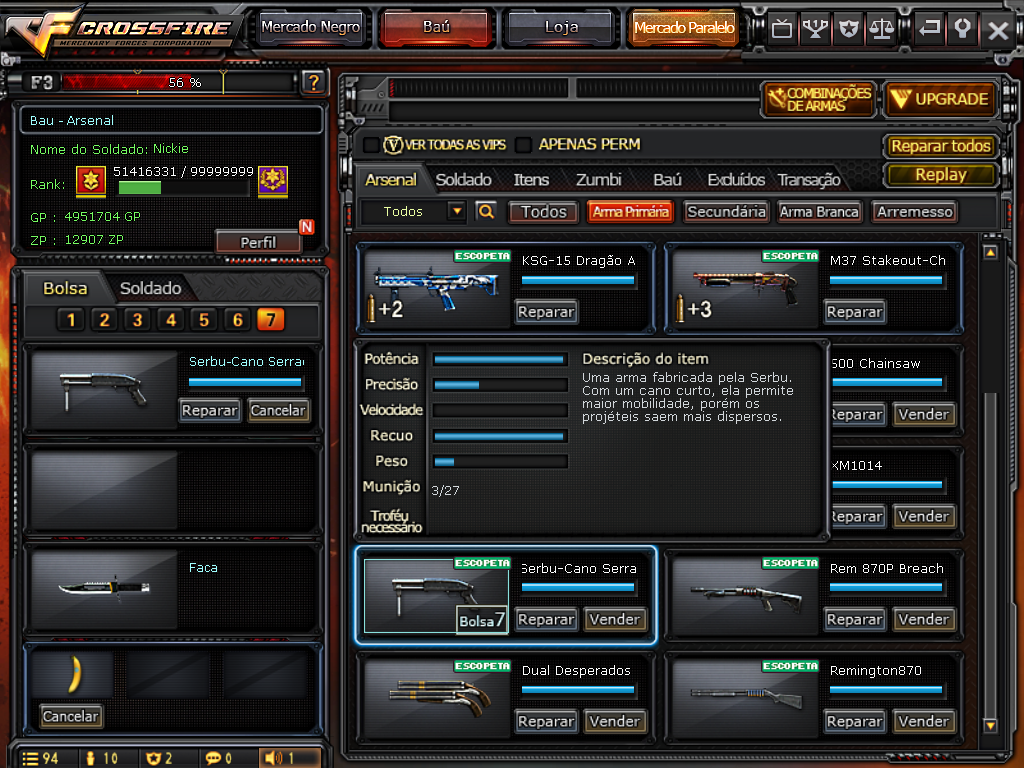 CROSSFIRE
MERCENARY FORCES CORPORATION
Mercado Negro
Baú
Loja
Mercado Paralelo
F3
56 %
?
COMBINAÇÕES
DE ARMAS
UPGRADE
Bau - Arsenal
Nome do Soldado: Nickie
Rank:
51416331 / 99999999
GP : 4951704 GP
ZP : 12907 ZP
N
Perfil
V VER TODAS AS VIPS
APENAS PERM
Reparar todos
Replay
Arsenal
Soldado
Itens
Zumbi
Baú
Excluídos
Transação
Todos
Todos
Arma Primária
Secundária
Arma Branca
Arremesso
Bolsa
Soldado
1 2 3 4 5 6 7
Serbu-Cano Serra
Reparar
Cancelar
Faca
Cancelar
94
10
2
0
1
ESCOPETA
KSG-15 Dragão A
+2
Reparar
ESCOPETA
M37 Stakeout-Ch
+3
Reparar
Potência
Precisão
Velocidade
Recuo
Peso
Munição 3/27
Troféu
necessário
Descrição do item
Uma arma fabricada pela Serbu.
Com um cano curto, ela permite
maior mobilidade, porém os
projéteis saem mais dispersos.
500 Chainsaw
Reparar
Vender
XM1014
Reparar
Vender
ESCOPETA
Serbu-Cano Serra
Bolsa7
Reparar
Vender
ESCOPETA
Rem 870P Breach
Reparar
Vender
ESCOPETA
Dual Desperados
Reparar
Vender
ESCOPETA
Remington870
Reparar
Vender